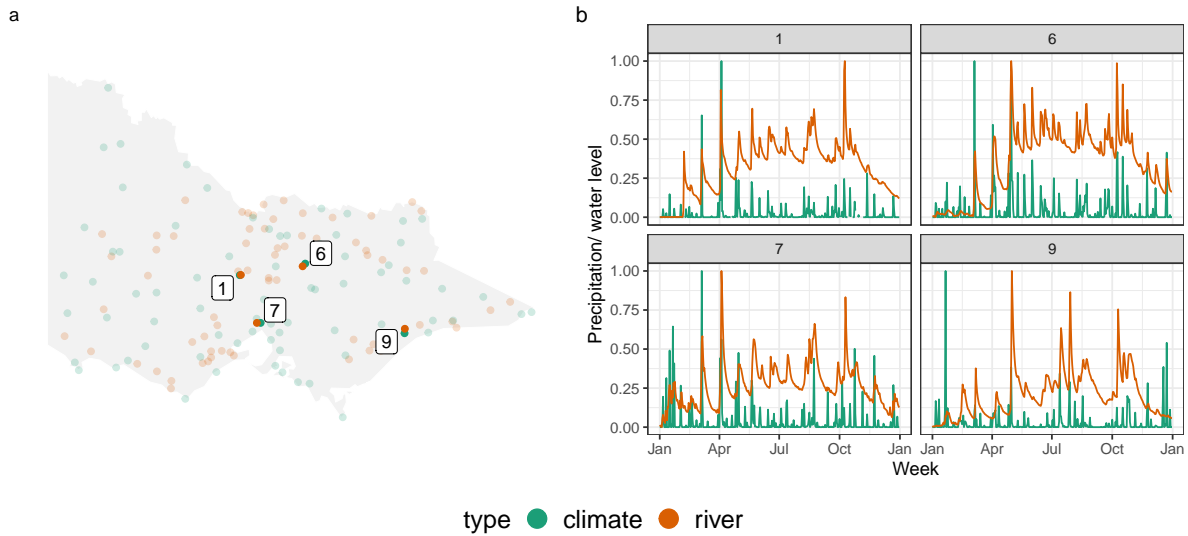 a
6
1
7
9
b
1
6
7
9
Precipitation/ water level
1.00
0.75
0.50
0.25
0.00
1.00
0.75
0.50
0.25
0.00
Jan Apr Jul Oct Jan
Jan Apr Jul Oct Jan
Week
type climate river